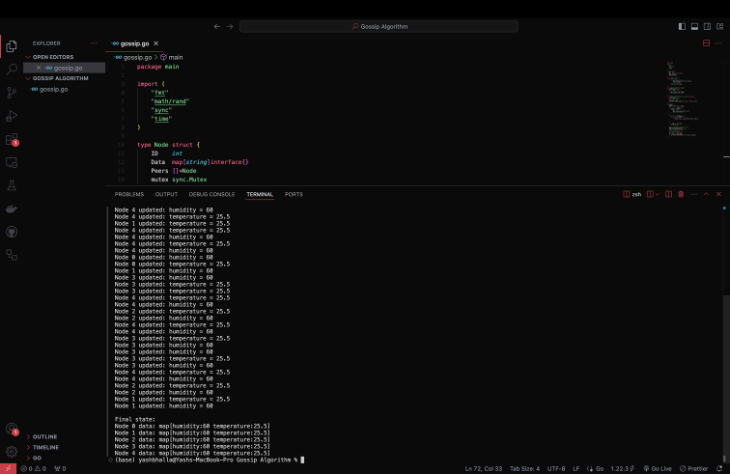 Gossip Algorithm
EXPLORER
gossip.go
OPEN EDITORS
gossip.go
GOSSIP ALGORITHM
gossip.go
gossip.go > main
package main
import (
"fmt"
"math/rand"
"sync"
"time"
)
type Node struct {
ID int
Data map[string]interface{}
Peers []*Node
mutex sync.Mutex
PROBLEMS OUTPUT DEBUG CONSOLE TERMINAL PORTS
zsh
Node 4 updated: humidity = 60
Node 4 updated: temperature = 25.5
Node 1 updated: temperature = 25.5
Node 4 updated: temperature = 25.5
Node 4 updated: humidity = 60
Node 4 updated: temperature = 25.5
Node 0 updated: humidity = 60
Node 0 updated: humidity = 60
Node 0 updated: temperature = 25.5
Node 1 updated: humidity = 60
Node 3 updated: humidity = 60
Node 3 updated: temperature = 25.5
Node 3 updated: temperature = 25.5
Node 4 updated: temperature = 25.5
Node 4 updated: humidity = 60
Node 2 updated: temperature = 25.5
Node 2 updated: humidity = 60
Node 4 updated: temperature = 25.5
Node 4 updated: humidity = 60
Node 3 updated: temperature = 25.5
Node 3 updated: humidity = 60
Node 3 updated: humidity = 60
Node 3 updated: temperature = 25.5
Node 3 updated: humidity = 60
Node 4 updated: temperature = 25.5
Node 4 updated: humidity = 60
Node 2 updated: temperature = 25.5
Node 2 updated: humidity = 60
Node 1 updated: temperature = 25.5
Node 1 updated: humidity = 60
Final state:
Node 0 data: map[humidity:60 temperature:25.5]
Node 1 data: map[humidity:60 temperature:25.5]
Node 2 data: map[humidity:60 temperature:25.5]
Node 3 data: map[humidity:60 temperature:25.5]
Node 4 data: map[humidity:60 temperature:25.5]
(base) yashbhalla@Yashs-MacBook-Pro Gossip Algorithm %
OUTLINE
TIMELINE
GO
0 0 0 Ln 72, Col 33 Tab Size: 4 UTF-8 LF Go 1.22.3 Go Live Prettier